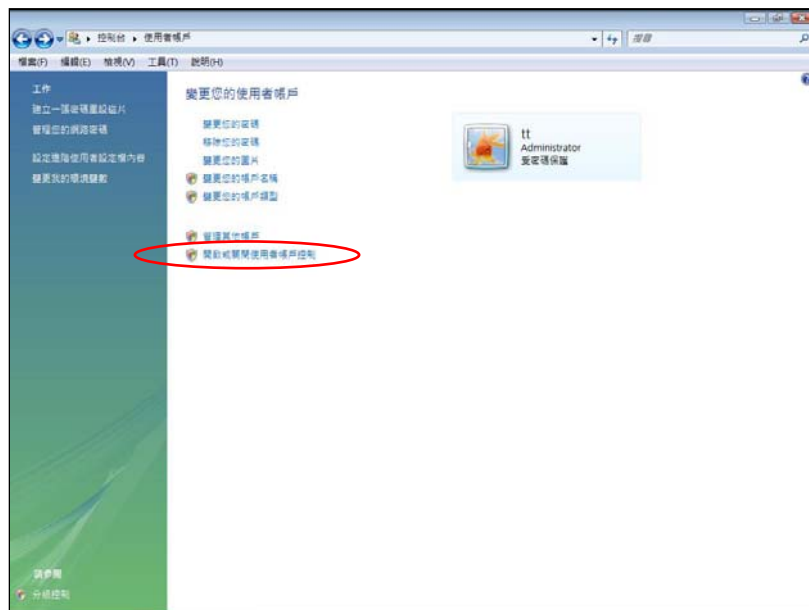 控制台 ▸ 使用者帳戶
搜尋
檔案(F) 編輯(E) 檢視(V) 工具(T) 說明(H)
工作
建立一張密碼重設磁片
管理您的網路密碼
設定進階使用者設定檔內容
變更我的環境變數
變更您的使用者帳戶
變更您的密碼
移除您的密碼
變更您的圖片
變更您的帳戶名稱
變更您的帳戶類型
管理其他帳戶
開啟或關閉使用者帳戶控制
tt
Administrator
受密碼保護
請參閱
分級控制